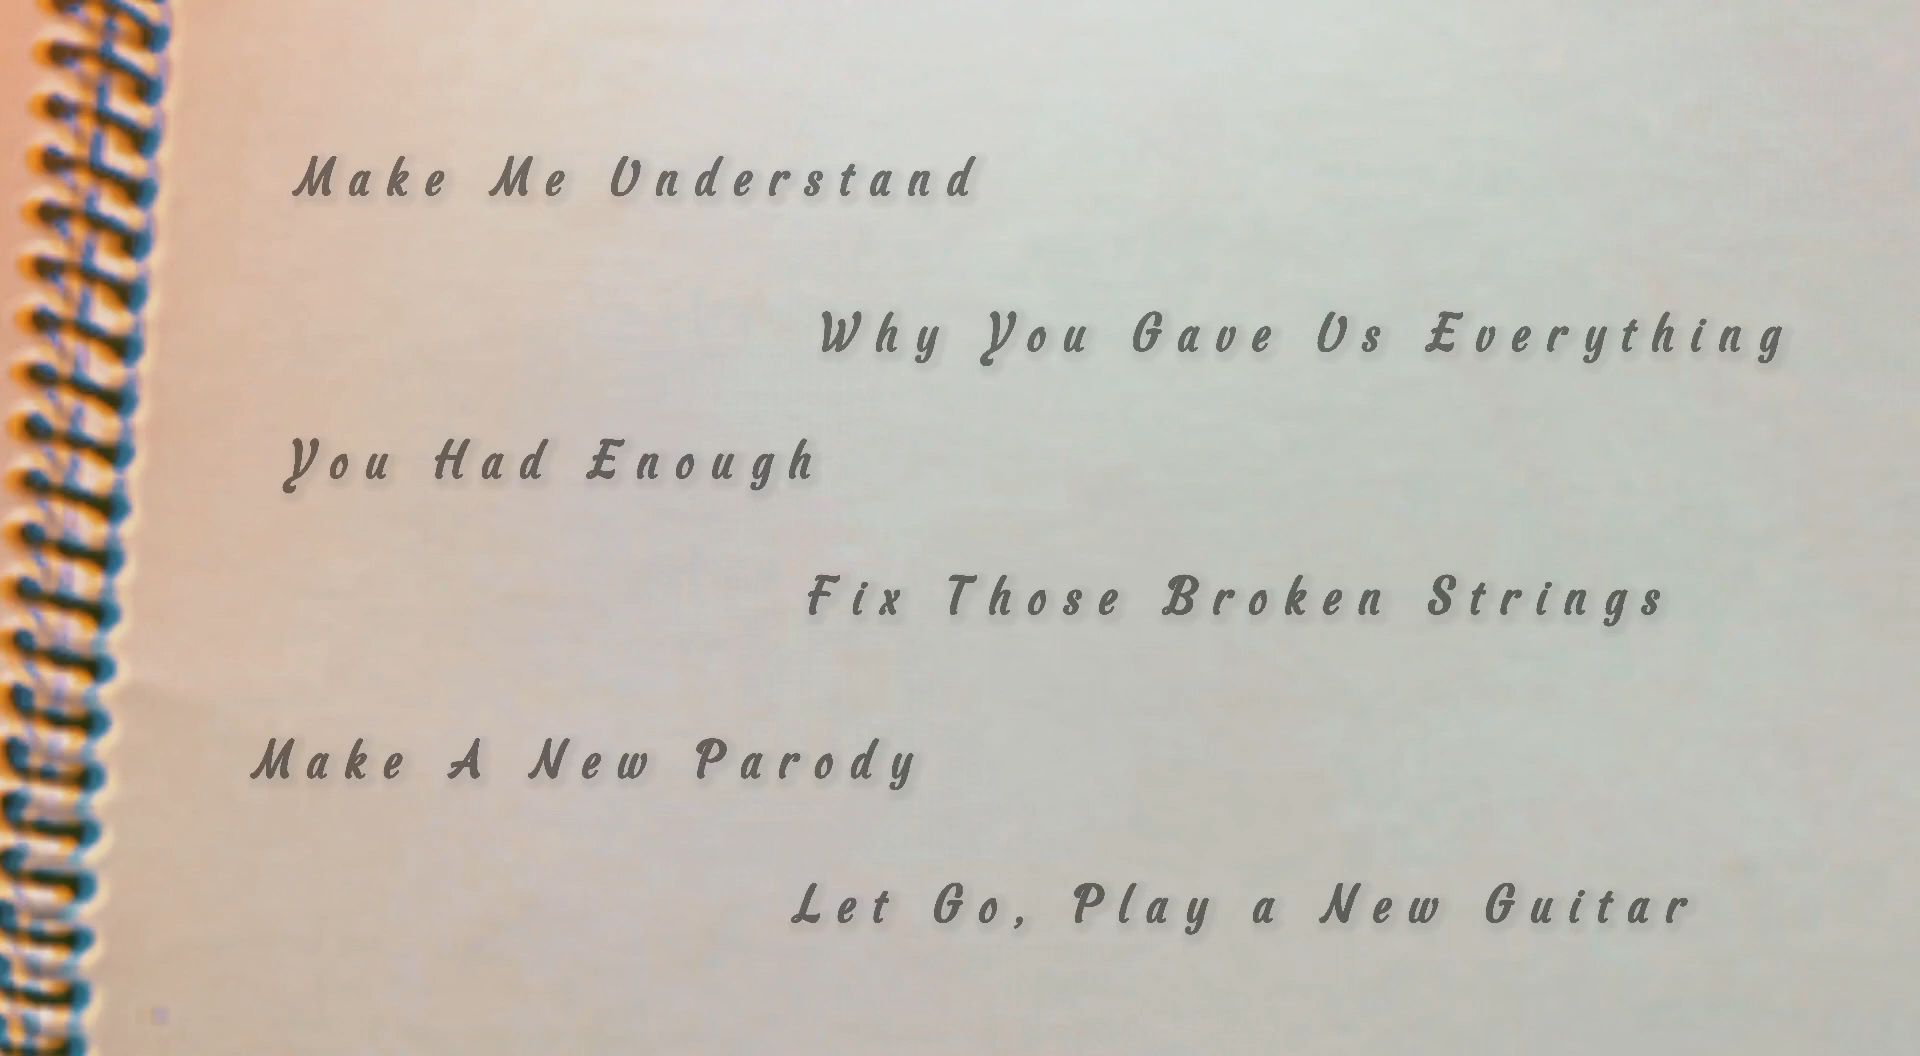 Make Me Understand
Why You Gave Us Everything
You Had Enough
Fix Those Broken Strings
Make A New Parody
Let Go, Play a New Guitar